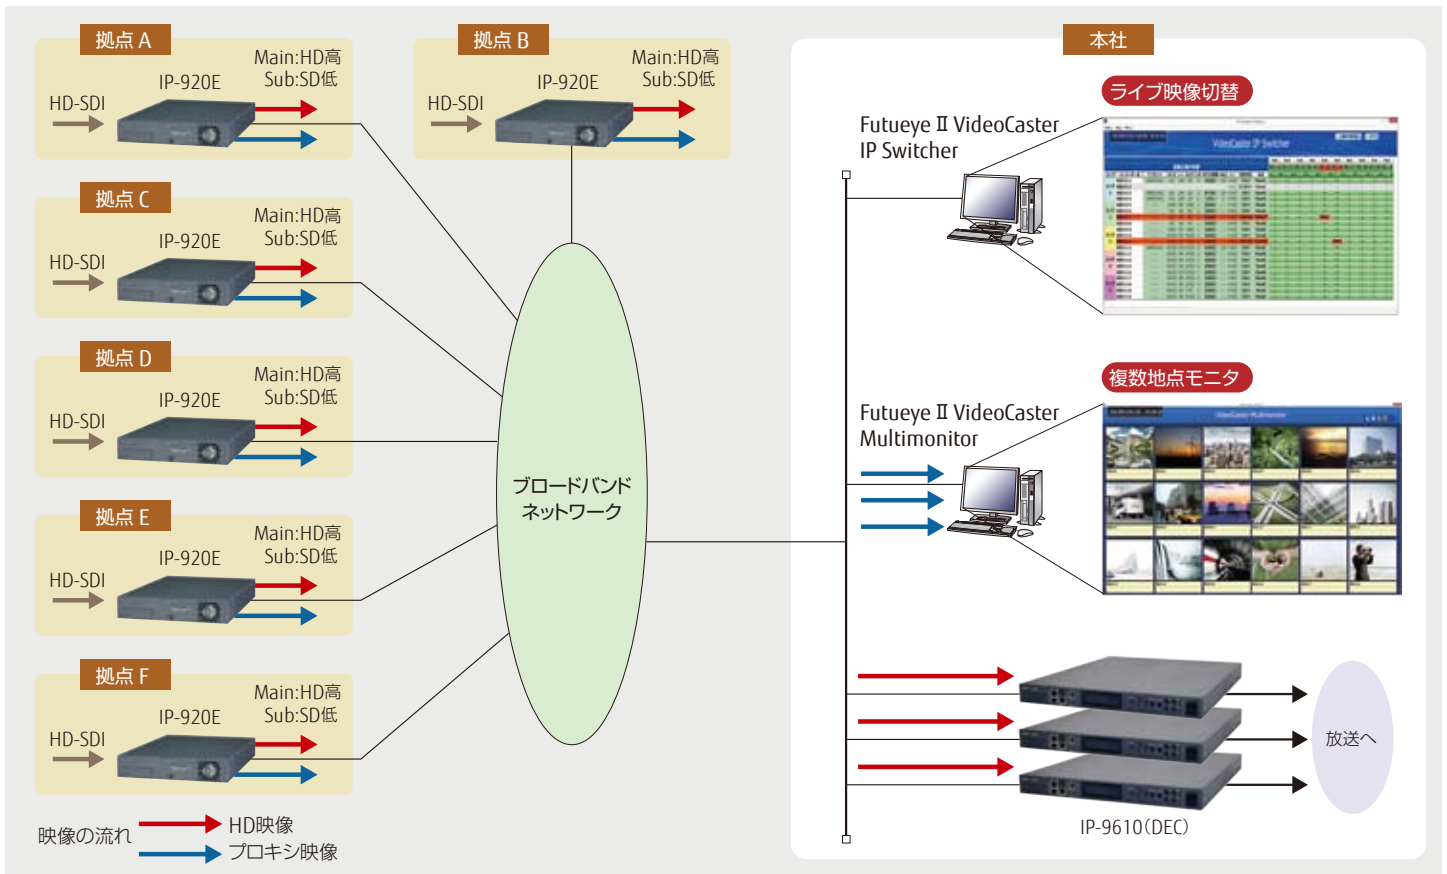 拠点 A
Main:HD高
Sub:SD低
IP-920E
HD-SDI
拠点 B
Main:HD高
Sub:SD低
IP-920E
HD-SDI
拠点 C
Main:HD高
Sub:SD低
IP-920E
HD-SDI
拠点 D
Main:HD高
Sub:SD低
IP-920E
HD-SDI
拠点 E
Main:HD高
Sub:SD低
IP-920E
HD-SDI
拠点 F
Main:HD高
Sub:SD低
IP-920E
HD-SDI
ブロードバンド
ネットワーク
本社
ライブ映像切替
Futueye Ⅱ VideoCaster
IP Switcher
VideoCaster IP Switcher
複数地点モニタ
Futueye Ⅱ VideoCaster
Multimonitor
VideoCaster Multimonitor
放送へ
IP-9610(DEC)
映像の流れ
HD映像
プロキシ映像